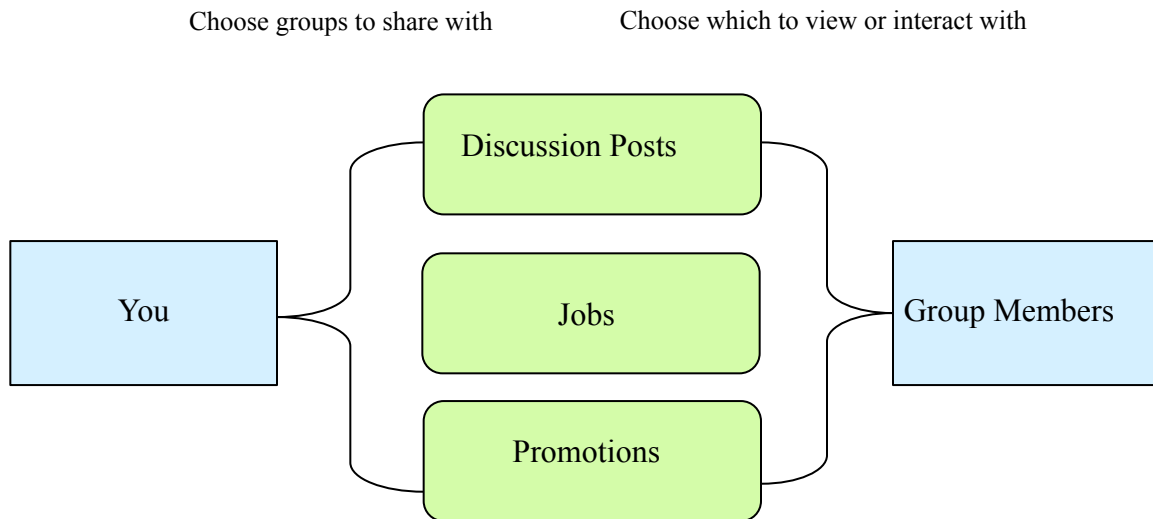 Choose groups to share with
Choose which to view or interact with
Discussion Posts
You
Jobs
Group Members
Promotions